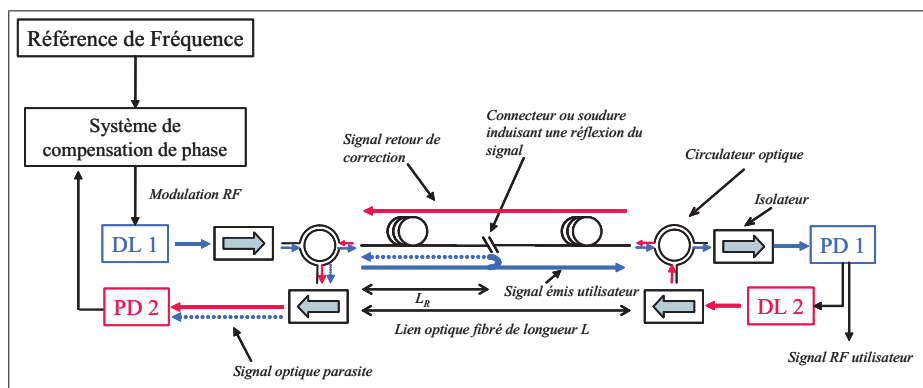 Référence de Fréquence
Système de
compensation de phase
Modulation RF
Signal retour de
correction
Connecteur ou soudure
induisant une réflexion du
signal
Circulateur optique
Isolateur
DL 1
PD 1
PD 2
DL 2
L_R
Signal émis utilisateur
Lien optique fibré de longueur L
Signal optique parasite
Signal RF utilisateur